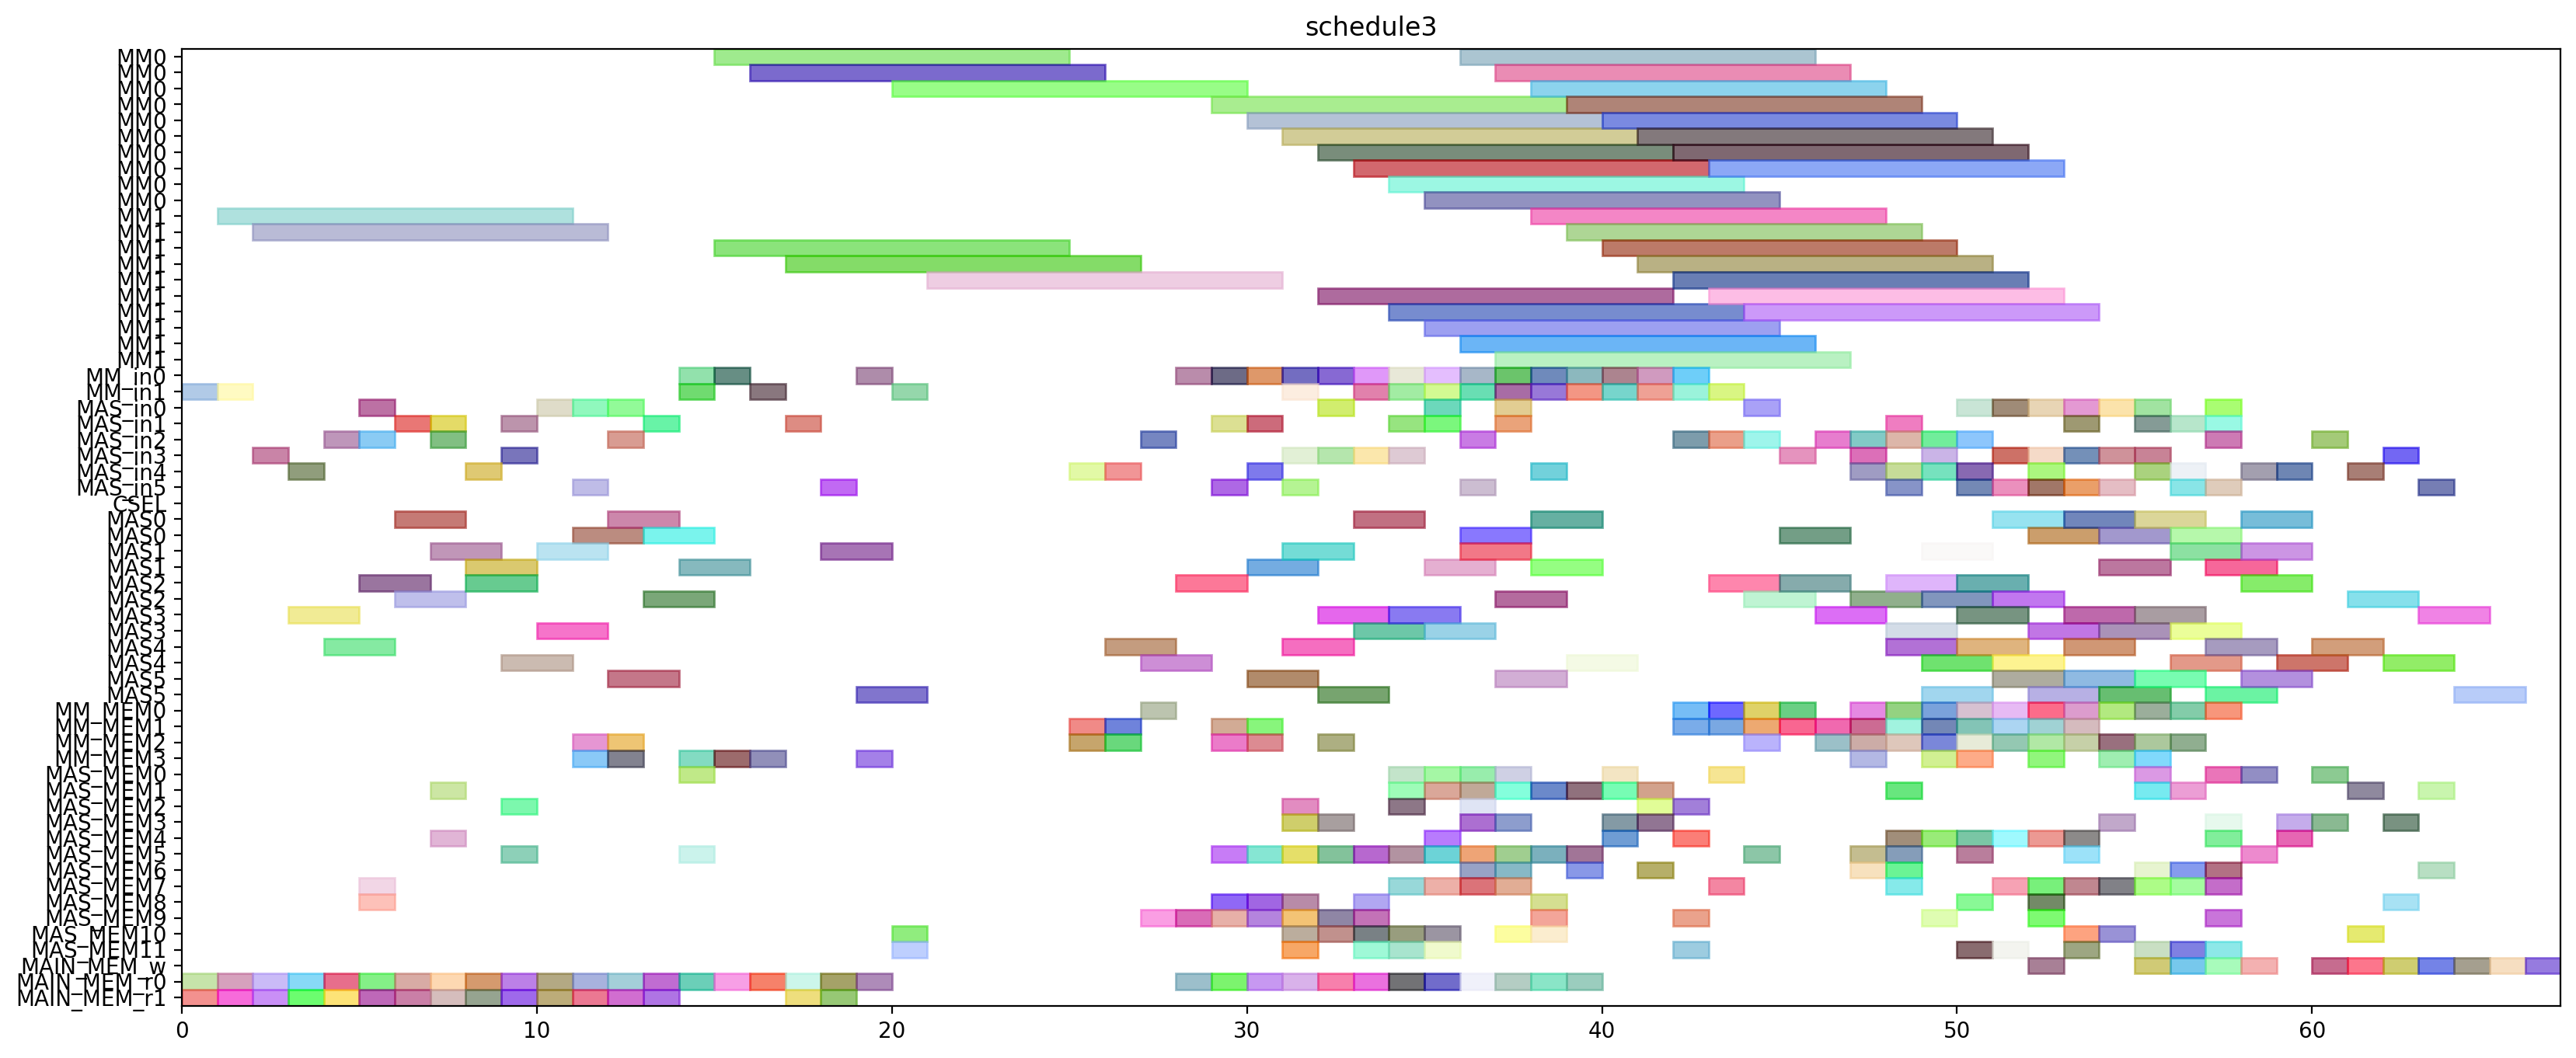 schedule3
MM0
MM0
MM0
MM0
MM0
MM0
MM0
MM0
MM0
MM0
MM1
MM1
MM1
MM1
MM1
MM1
MM1
MM1
MM1
MM1
MM_in0
MM_in1
MAS_in0
MAS_in1
MAS_in2
MAS_in3
MAS_in4
MAS_in5
CSEL
MAS0
MAS0
MAS1
MAS1
MAS2
MAS2
MAS3
MAS3
MAS4
MAS4
MAS5
MAS5
MM_MEM0
MM_MEM1
MM_MEM2
MM_MEM3
MAS_MEM0
MAS_MEM1
MAS_MEM2
MAS_MEM3
MAS_MEM4
MAS_MEM5
MAS_MEM6
MAS_MEM7
MAS_MEM8
MAS_MEM9
MAS_MEM10
MAS_MEM11
MAIN_MEM_w
MAIN_MEM_r0
MAIN_MEM_r1
0 10 20 30 40 50 60